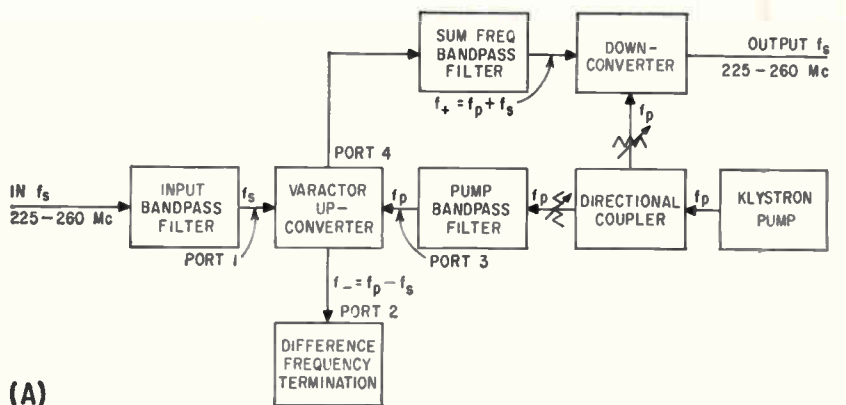 SUM FREQ
BANDPASS
FILTER
DOWN-
CONVERTER
OUTPUT fs
225-260 Mc
f+ = fp + fs
fp
PORT 4
IN fs
225-260 Mc
INPUT
BANDPASS
FILTER
fs
VARACTOR
UP-
CONVERTER
fp
PUMP
BANDPASS
FILTER
fp
DIRECTIONAL
COUPLER
fp
KLYSTRON
PUMP
PORT 1
PORT 3
f- = fp - fs
PORT 2
DIFFERENCE
FREQUENCY
TERMINATION
(A)